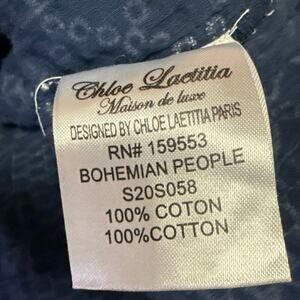 Chloe Laetitia
Maison de luxe
DESIGNED BY CHLOE LAETITIA PARIS
RN# 159553
BOHEMIAN PEOPLE
S20S058
100% COTON
100%COTTON